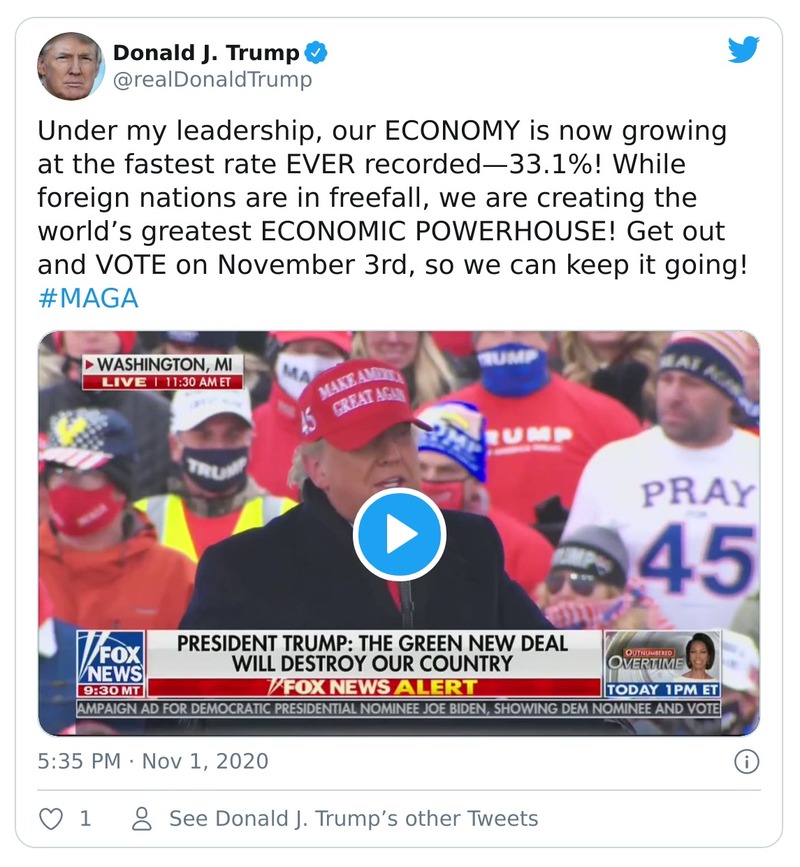 Donald J. Trump
@realDonaldTrump
Under my leadership, our ECONOMY is now growing
at the fastest rate EVER recorded—33.1%! While
foreign nations are in freefall, we are creating the
world’s greatest ECONOMIC POWERHOUSE! Get out
and VOTE on November 3rd, so we can keep it going!
#MAGA
WASHINGTON, MI
LIVE | 11:30 AM ET
MA
TRUMP
MAKE AMERICA
GREAT AGAIN
45
TRUMP
TRUMP
PRAY
45
TRUMP
FOX
NEWS
9:30 MT
PRESIDENT TRUMP: THE GREEN NEW DEAL
WILL DESTROY OUR COUNTRY
FOX NEWS ALERT
OUTNUMBERED
OVERTIME
TODAY 1PM ET
AMPAIGN AD FOR DEMOCRATIC PRESIDENTIAL NOMINEE JOE BIDEN, SHOWING DEM NOMINEE AND VOTE
5:35 PM · Nov 1, 2020
1
See Donald J. Trump’s other Tweets